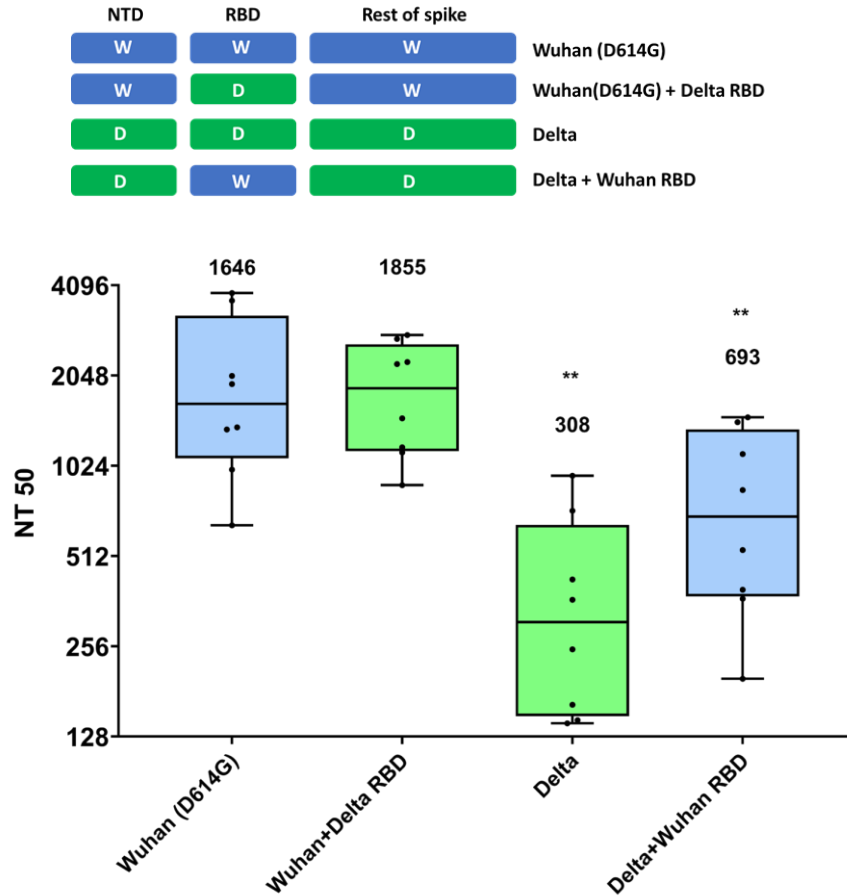 NTD RBD Rest of spike
W W W Wuhan (D614G)
W D W Wuhan(D614G) + Delta RBD
D D D Delta
D W D Delta + Wuhan RBD
1646 1855
4096
**
693
2048
**
308
1024
NT 50
512
256
128
Wuhan (D614G) Wuhan+Delta RBD Delta Delta+Wuhan RBD